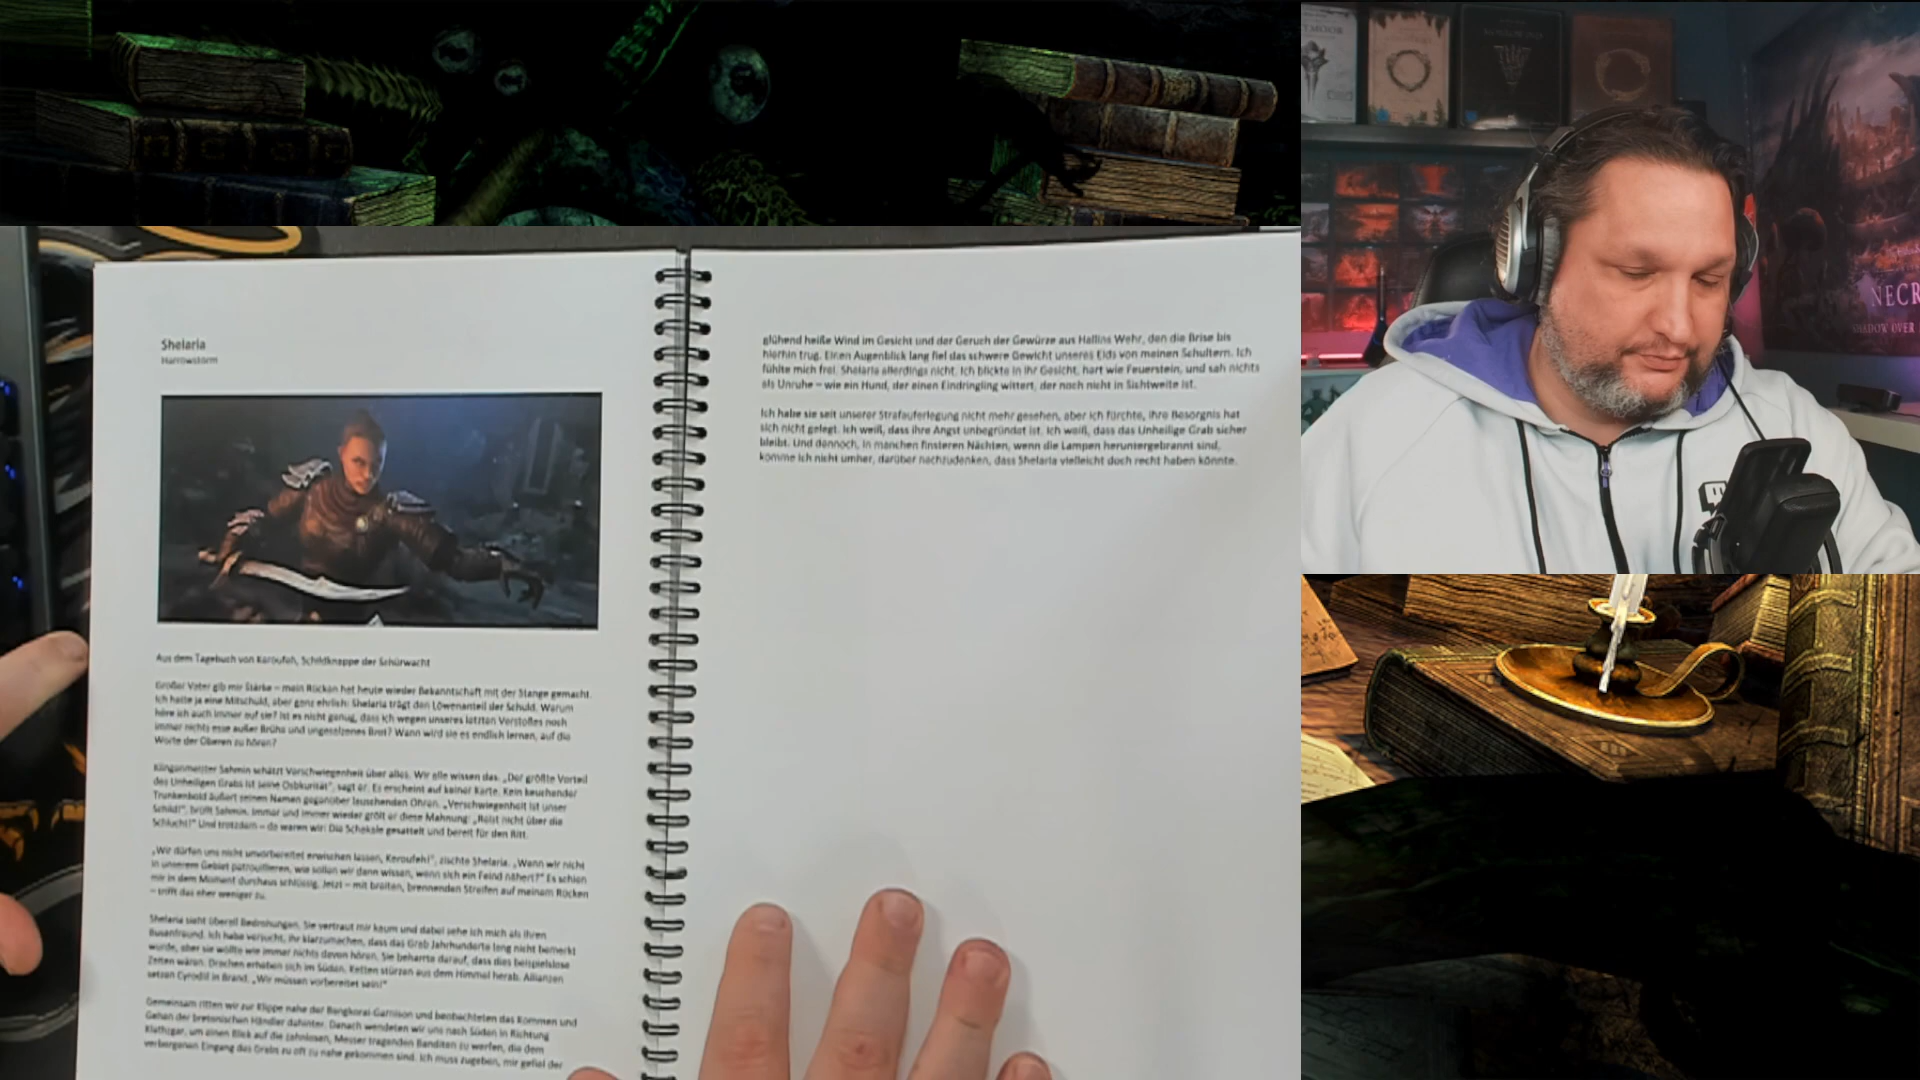 Shelaria
Harrowstorm
Aus dem Tagebuch von Karoufeh, Schildknappe der Schürwacht
Großer Vater gib mir Stärke – mein Rücken hat heute wieder Bekanntschaft mit der Stange gemacht.
Ich hatte ja eine Mitschuld, aber ganz ehrlich: Shelaria trägt den Löwenanteil der Schuld. Warum
höre ich auch immer auf sie? Ist es nicht genug, dass ich wegen unseres letzten Verstoßes noch
immer nichts esse außer Brühe und ungesalzenes Brot? Wann wird sie es endlich lernen, auf die
Worte der Oberen zu hören?
Klingenmeister Sahmin schätzt Verschwiegenheit über alles. Wir alle wissen das. „Der größte Vorteil
des Unheiligen Grabs ist seine Osbkurität“, sagt er. Es erscheint auf keiner Karte. Kein keuchender
Trunkenbold äußert seinen Namen gegenüber lauschenden Ohren. „Verschwiegenheit ist unser
Schild!“, brüllt Sahmin. Immer und immer wieder grölt er diese Mahnung: „Reist nicht über die
Schlucht!“ Und trotzdem – da waren wir: Die Schakale gesattelt und bereit für den Ritt.
„Wir dürfen uns nicht unvorbereitet erwischen lassen, Karoufeh!“, zischte Shelaria. „Wenn wir nicht
in unserem Gebiet patrouillieren, wie sollen wir dann wissen, wenn sich ein Feind nähert?“ Es schien
mir in dem Moment durchaus schlüssig. Jetzt – mit breiten, brennenden Streifen auf meinem Rücken
– trifft das eher weniger zu.
Shelaria sieht überall Bedrohungen. Sie vertraut mir kaum und dabei sehe ich mich als ihren
Busenfreund. Ich habe versucht, ihr klarzumachen, dass das Grab Jahrhunderte lang nicht bemerkt
wurde, aber sie wollte wie immer nichts davon hören. Sie beharrte darauf, dass dies beispiellose
Zeiten wären. Drachen erheben sich im Süden. Ketten stürzen aus dem Himmel herab. Allianzen
setzen Cyrodiil in Brand. „Wir müssen vorbereitet sein!“
Gemeinsam ritten wir zur Klippe nahe der Bangkorai-Garnison und beobachteten das Kommen und
Gehen der bretonischen Händler dahinter. Danach wendeten wir uns nach Süden in Richtung
um einen Blick auf die zahnlosen, Messer tragenden Banditen zu werfen, die dem
verborgenen Eingang des Grabs zu oft zu nahe gekommen sind. Ich muss zugeben, mir gefiel der
glühend heiße Wind im Gesicht und der Geruch der Gewürze aus Hallins Wehr, den die Brise bis
hierhin trug. Einen Augenblick lang fiel das schwere Gewicht unseres Eids von meinen Schultern. Ich
fühlte mich frei. Shelaria allerdings nicht. Ich blickte in ihr Gesicht, hart wie Feuerstein, und sah nichts
als Unruhe – wie ein Hund, der einen Eindringling wittert, der noch nicht in Sichtweite ist.
Ich habe sie seit unserer Strafauferlegung nicht mehr gesehen, aber ich fürchte, ihre Besorgnis hat
sich nicht gelegt. Ich weiß, dass ihre Angst unbegründet ist. Ich weiß, dass das Unheilige Grab sicher
bleibt. Und dennoch, in manchen finsteren Nächten, wenn die Lampen heruntergebrannt sind,
komme ich nicht umher, darüber nachzudenken, dass Shelaria vielleicht doch recht haben könnte.
NECR
SHADOW OVER